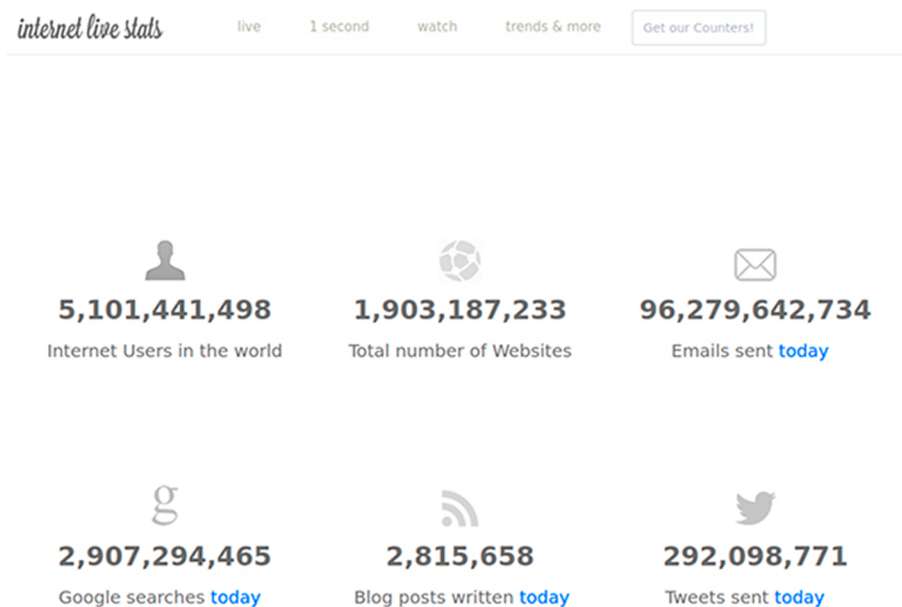 internet live stats live 1 second watch trends & more Get our Counters!
5,101,441,498 1,903,187,233 96,279,642,734
Internet Users in the world Total number of Websites Emails sent today
2,907,294,465 2,815,658 292,098,771
Google searches today Blog posts written today Tweets sent today